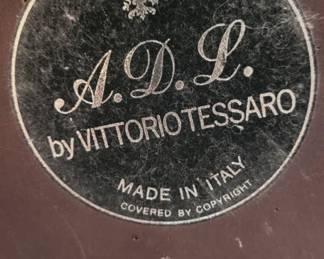 A.D.L.
by VITTORIO TESSARO
MADE IN ITALY
COVERED BY COPYRIGHT